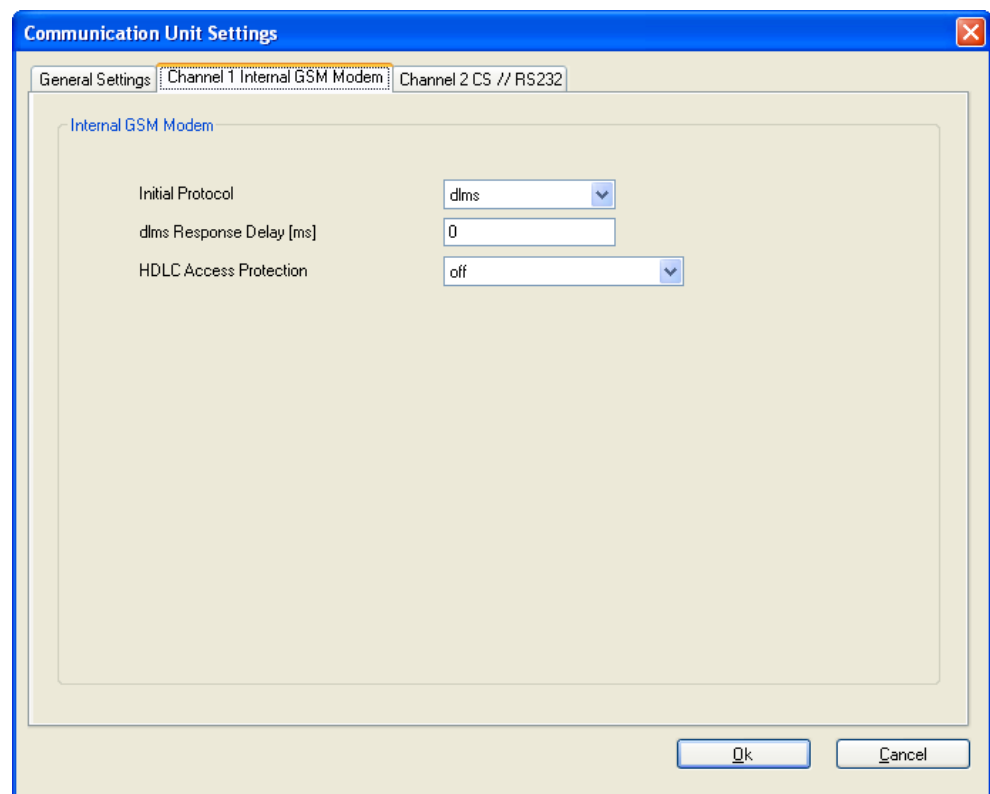 Communication Unit Settings
General Settings Channel 1 Internal GSM Modem Channel 2 CS // RS232
Internal GSM Modem
Initial Protocol dlms
dlms Response Delay [ms] 0
HDLC Access Protection off
Ok Cancel